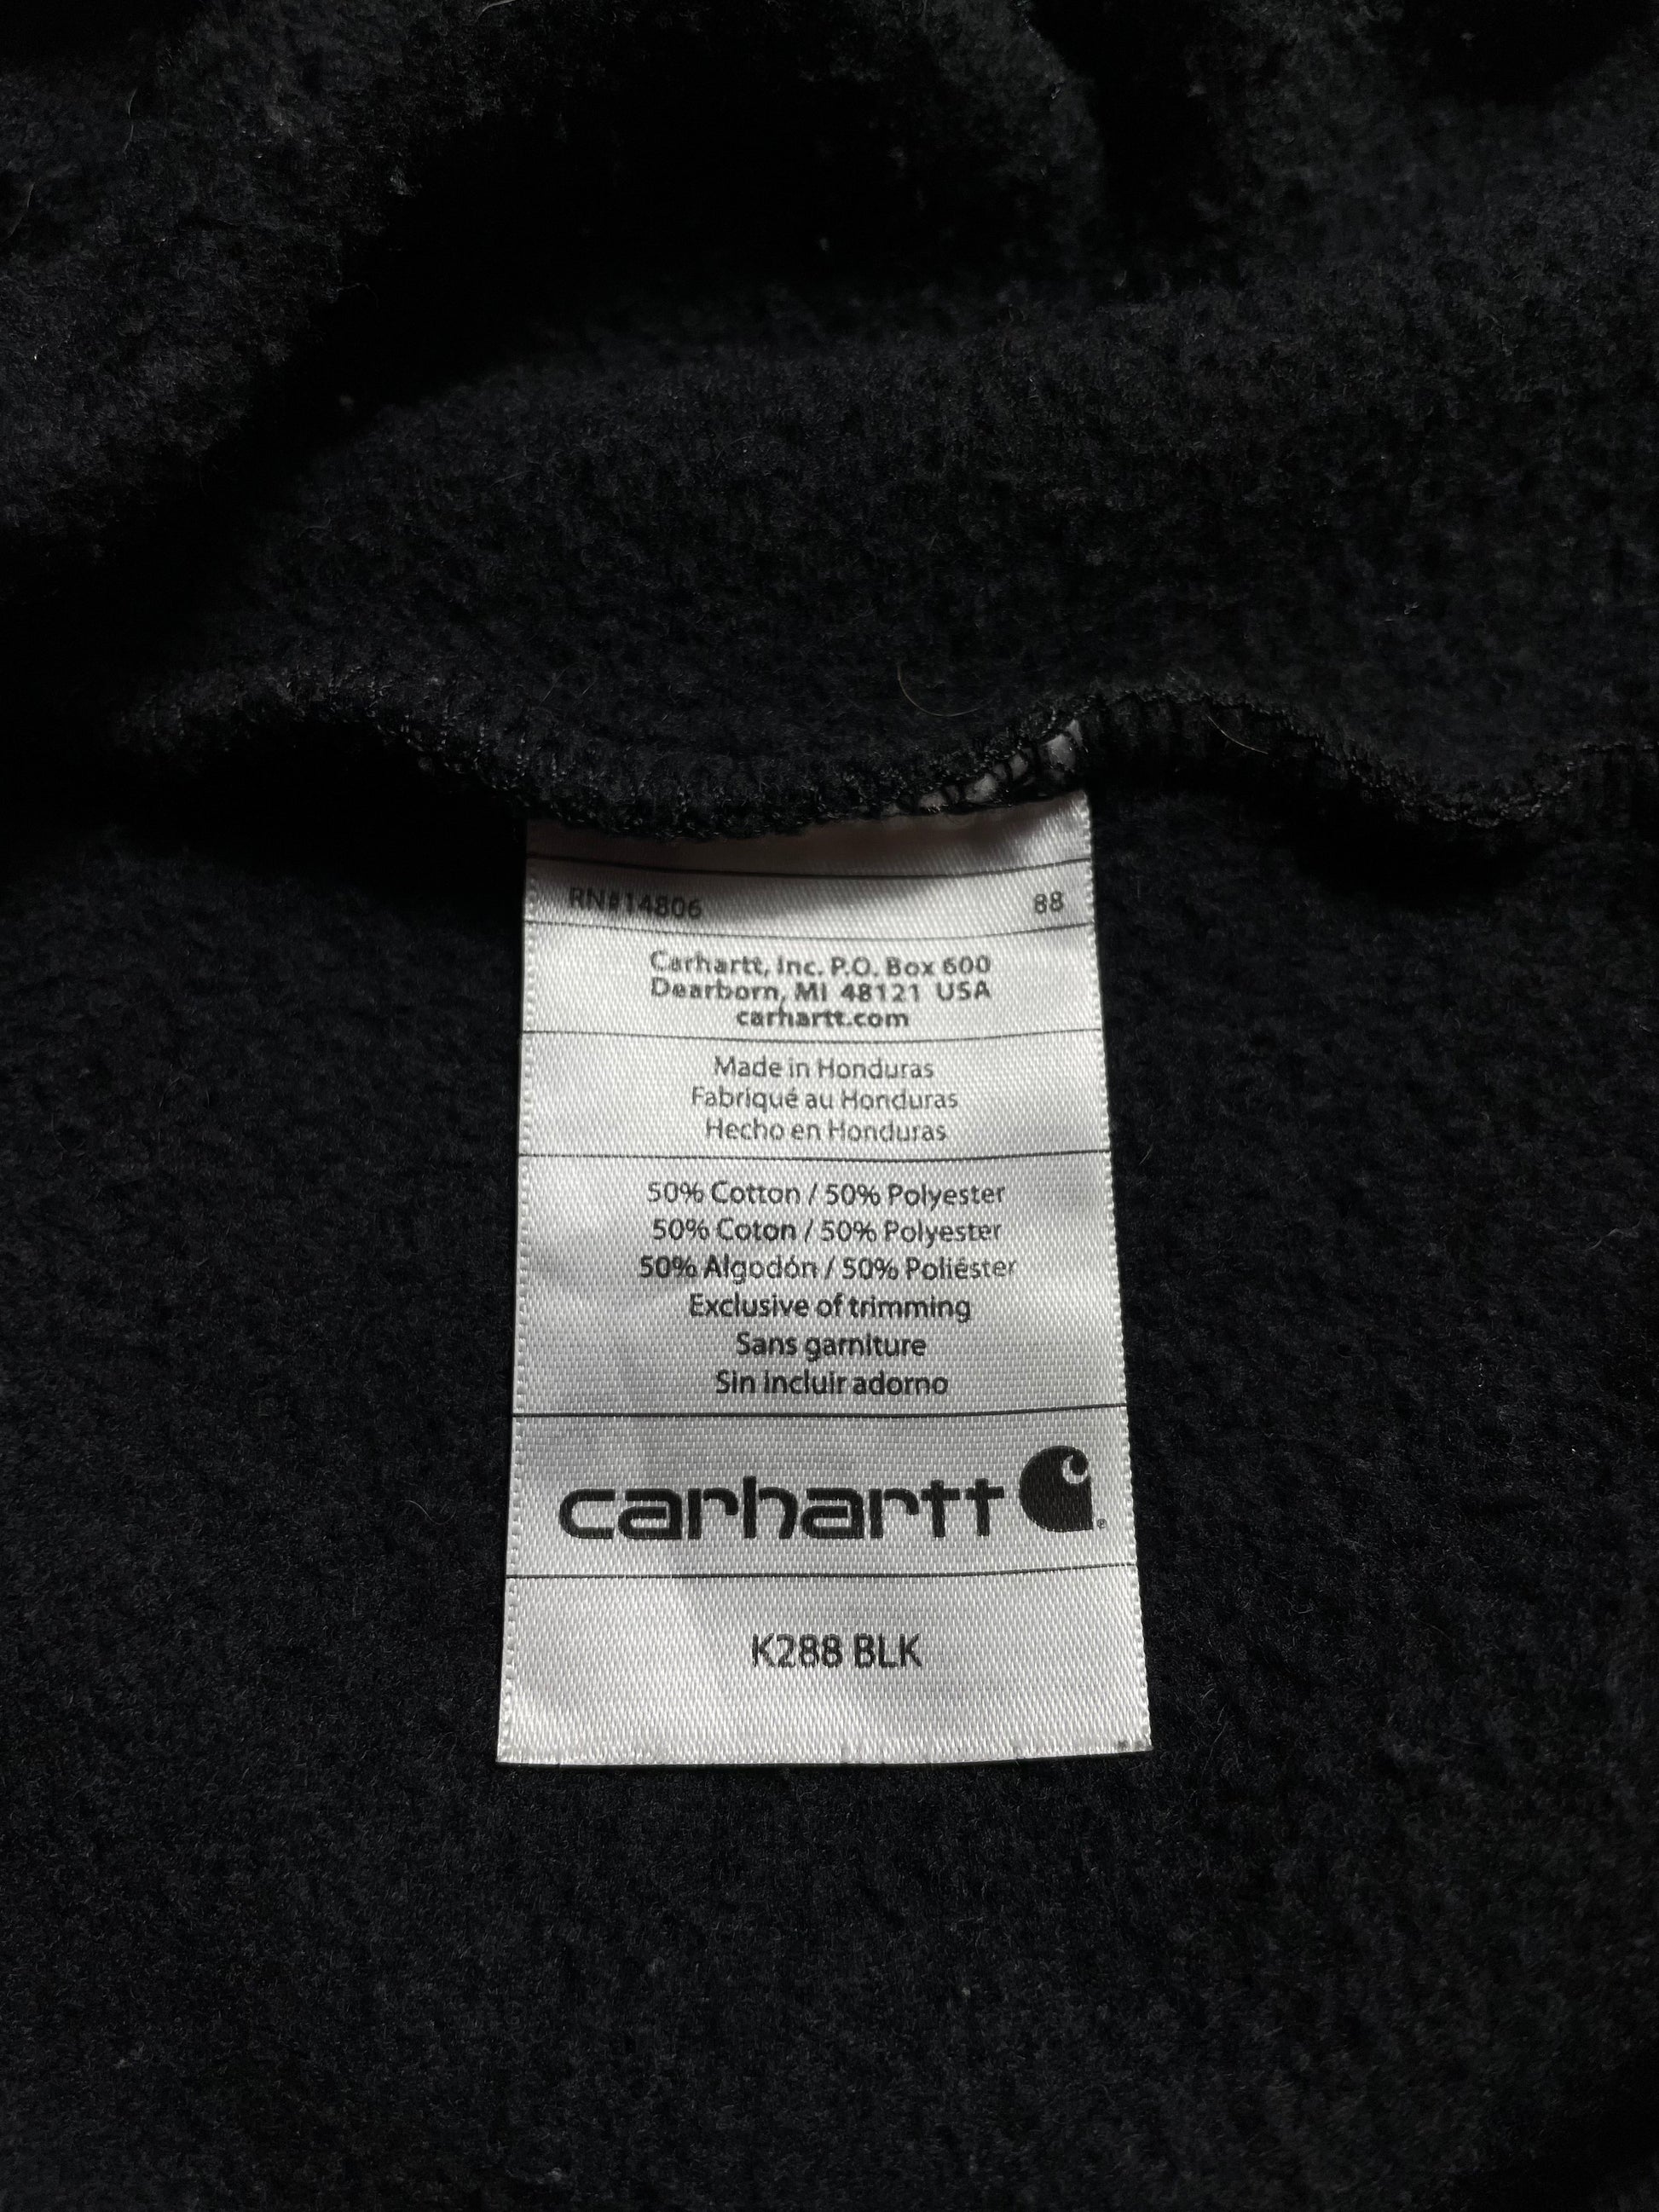 RN#14806 88
Carhartt, Inc. P.O. Box 600
Dearborn, MI 48121 USA
carhartt.com
Made in Honduras
Fabriqué au Honduras
Hecho en Honduras
50% Cotton / 50% Polyester
50% Coton / 50% Polyester
50% Algodón / 50% Poliéster
Exclusive of trimming
Sans garniture
Sin incluir adorno
carhartt
K288 BLK